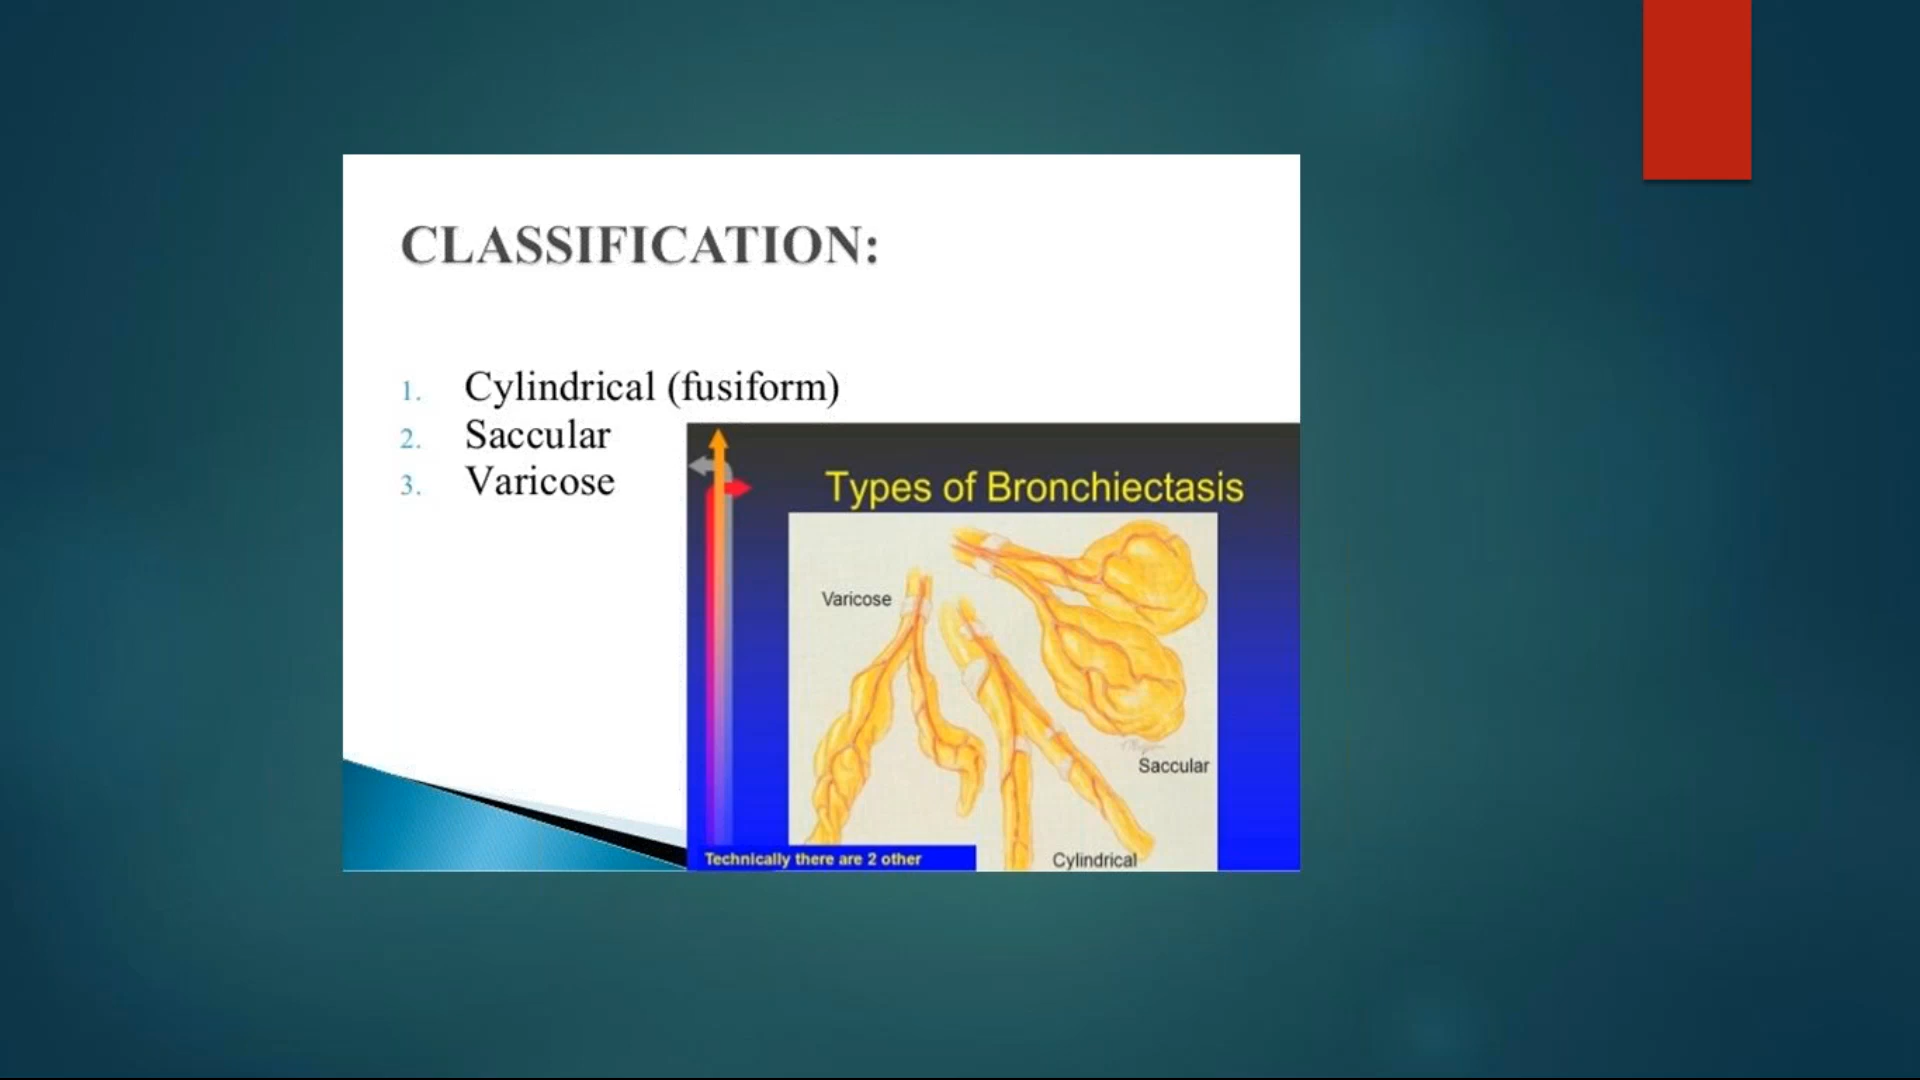 CLASSIFICATION:
1. Cylindrical (fusiform)
2. Saccular
3. Varicose
Types of Bronchiectasis
Varicose
Saccular
Cylindrical
Technically there are 2 other